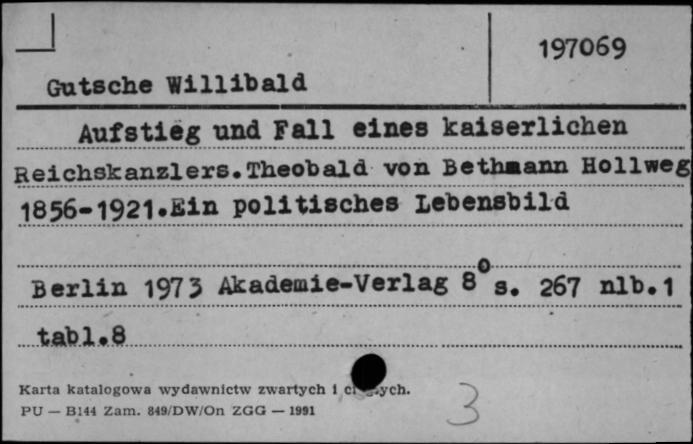 197069
Gutsche Willibald
Aufstieg und Fall eines kaiserlichen
Reichskanzlers.Theobald von Bethmann Hollweg
1856-1921.Ein politisches Lebensbild
Berlin 1973 Akademie-Verlag 8º s. 267 nlb.1
tabl.8
Karta katalogowa wydawnictw zwartych i
PU — B144 Zam. 849/DW/On ZGG — 1991
3